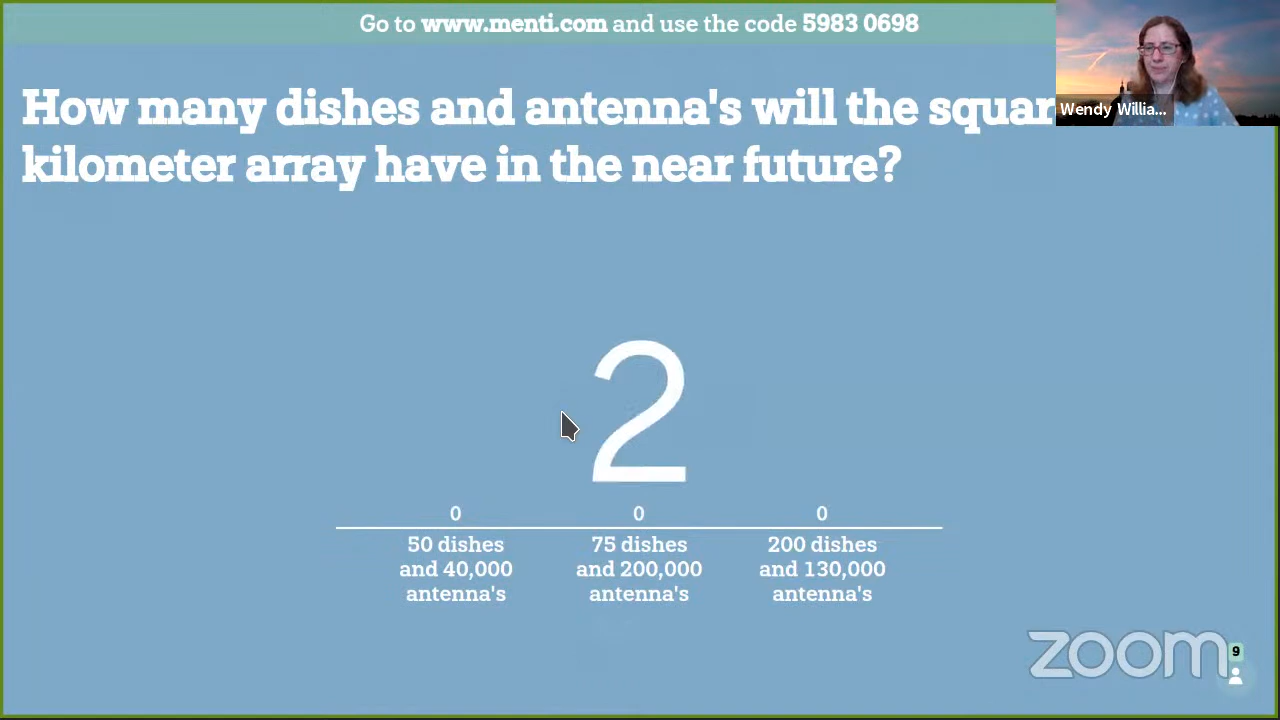 Go to www.menti.com and use the code 5983 0698
How many dishes and antenna's will the squar
Wendy Willia...
kilometer array have in the near future?
2
0 0 0
50 dishes 75 dishes 200 dishes
and 40,000 and 200,000 and 130,000
antenna's antenna's antenna's
zoom
9